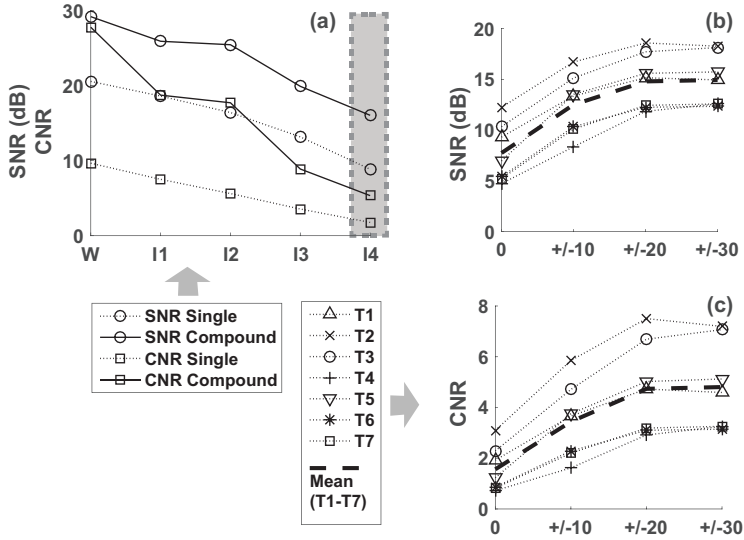 (a)
SNR (dB)
CNR
30
20
10
0
W I1 I2 I3 I4
SNR Single
SNR Compound
CNR Single
CNR Compound
T1
T2
T3
T4
T5
T6
T7
Mean
(T1-T7)
(b)
SNR (dB)
20
15
10
5
0
0 +/-10 +/-20 +/-30
(c)
CNR
8
6
4
2
0
0 +/-10 +/-20 +/-30